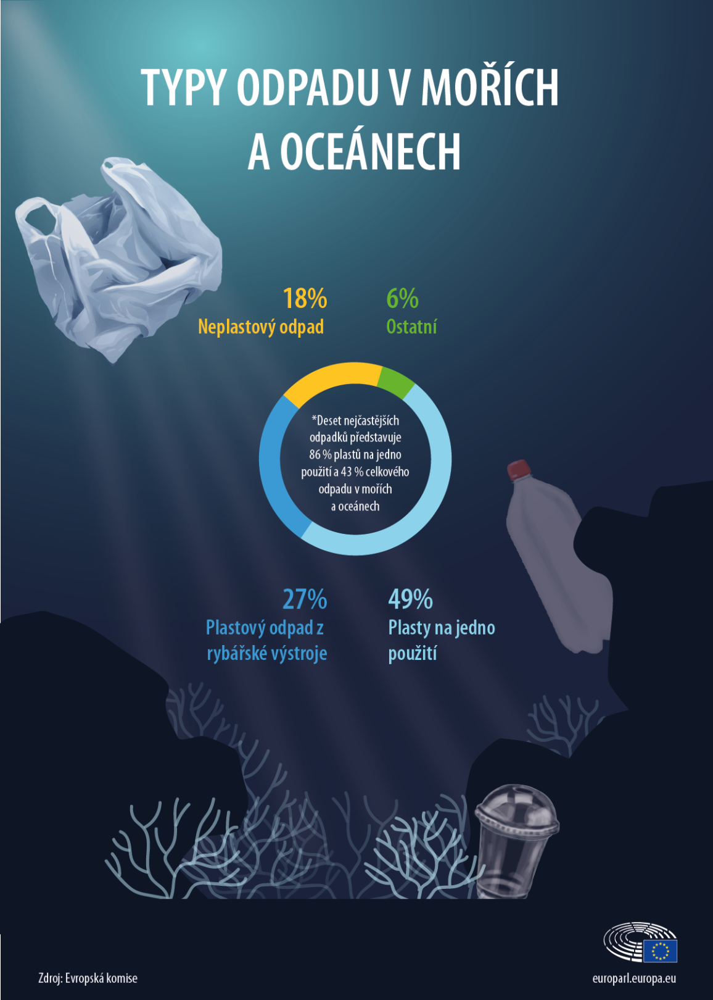 TYPY ODPADU V MOŘÍCH
A OCEÁNECH
18%
Neplastový odpad
6%
Ostatní
*Deset nejčastějších
odpadků představuje
86 % plastů na jedno
použití a 43 % celkového
odpadu v mořích
a oceánech
27%
Plastový odpad z
rybářské výstroje
49%
Plasty na jedno
použití
Zdroj: Evropská komise
europarl.europa.eu